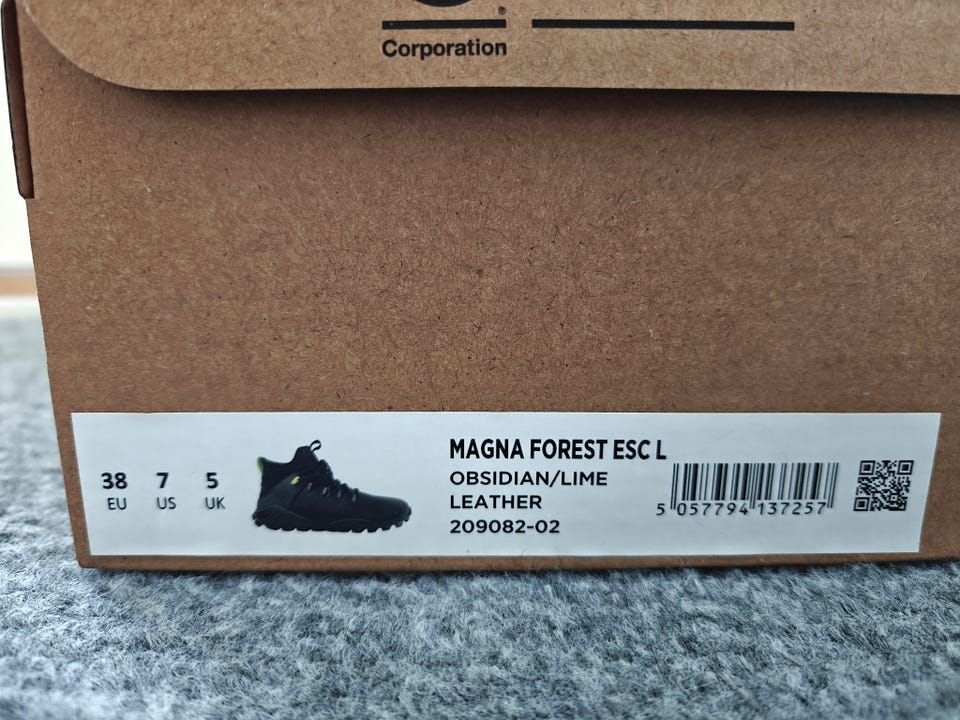 Corporation
38 7 5
EU US UK
MAGNA FOREST ESC L
OBSIDIAN/LIME
LEATHER
209082-02
5 057794 137257